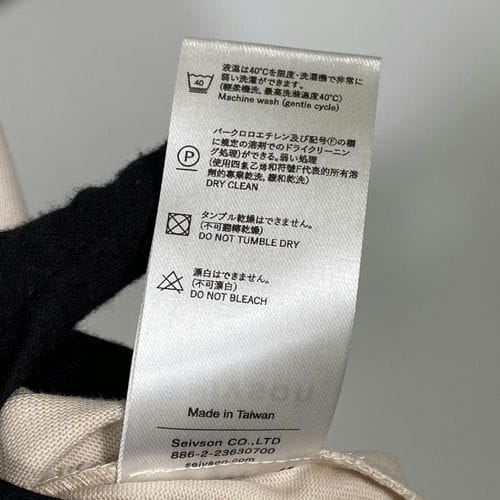 40
液温は40℃を限度・洗濯機で非常に
弱い洗濯ができます。
(輕柔機洗、最高洗滌溫度40℃)
Machine wash (gentle cycle)
P
パークロロエチレン及び記号Ⓕの欄
に規定の溶剤でのドライクリーニン
グ処理)ができる。弱い処理
(使用四氯乙烯和符號F代表的所有溶
劑的專業乾洗,緩和乾洗)
DRY CLEAN
タンブル乾燥はできません。
(不可翻轉乾燥)
DO NOT TUMBLE DRY
漂白はできません。
(不可漂白)
DO NOT BLEACH
Made in Taiwan
Seivson CO.,LTD
886-2-23630700
seivson.com